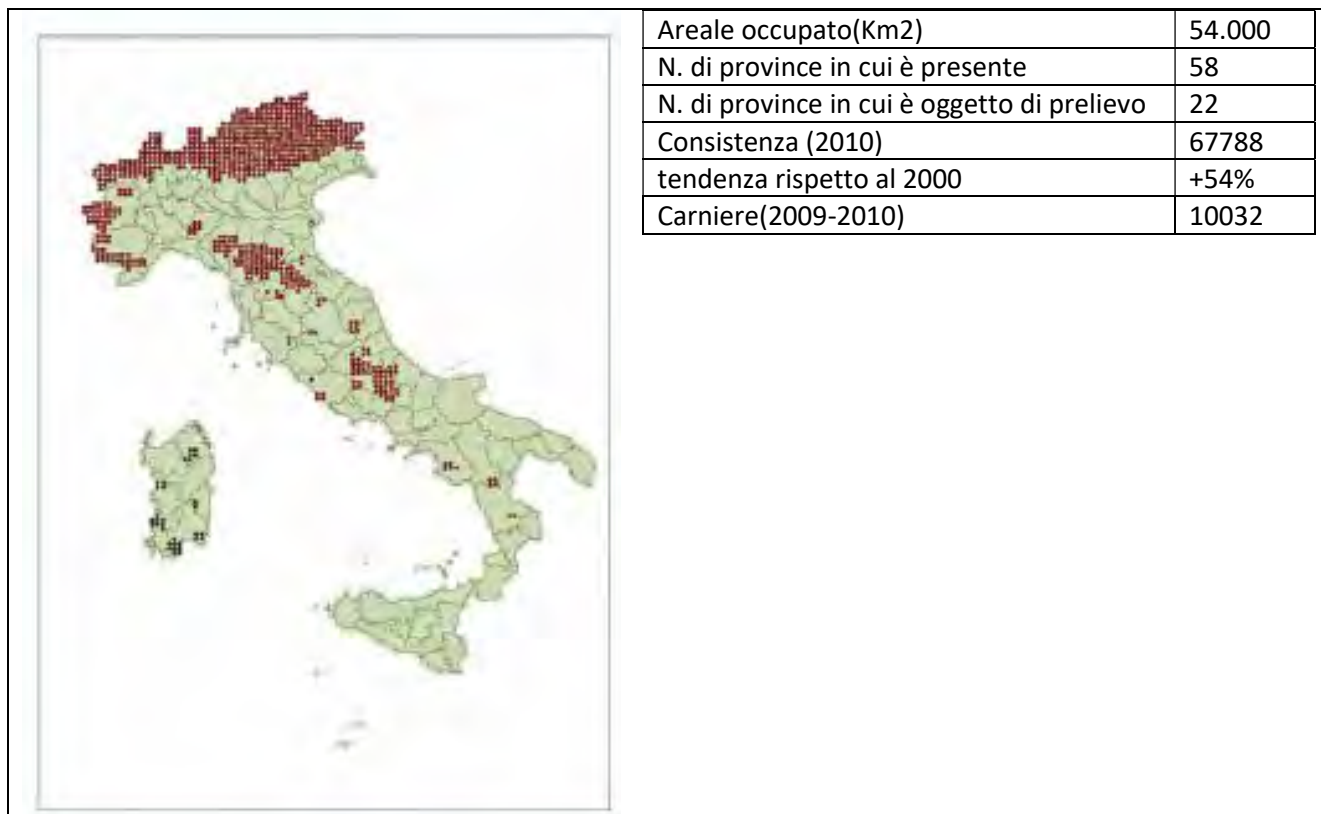 Areale occupato(Km2) 54.000
N. di province in cui è presente 58
N. di province in cui è oggetto di prelievo 22
Consistenza (2010) 67788
tendenza rispetto al 2000 +54%
Carniere(2009-2010) 10032